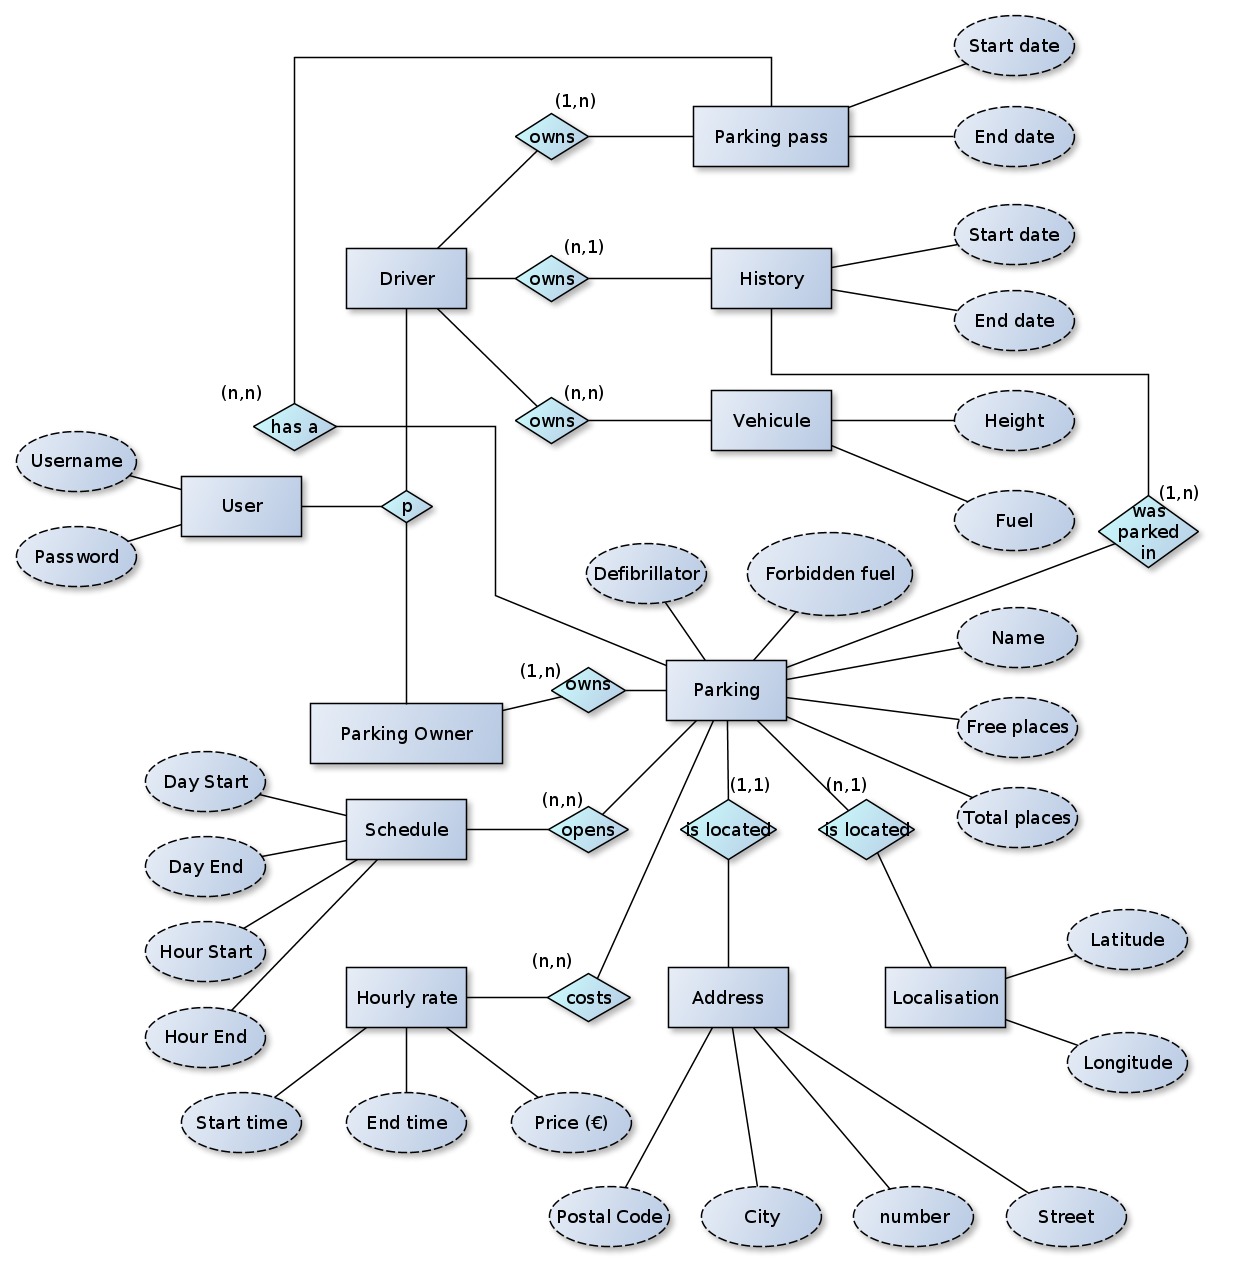 Start date
(1,n)
owns
Parking pass
End date
Start date
(n,1)
Driver
owns
History
End date
(n,n)
(n,n)
has a
owns
Vehicule
Height
Username
User
p
(1,n)
was
parked
in
Fuel
Password
Defibrillator
Forbidden fuel
Name
(1,n)
owns
Parking
Free places
Parking Owner
Day Start
(n,n)
(1,1)
(n,1)
Total places
Schedule
opens
is located
is located
Day End
Hour Start
Latitude
(n,n)
Hourly rate
costs
Address
Localisation
Hour End
Longitude
Start time
End time
Price (€)
Postal Code
City
number
Street